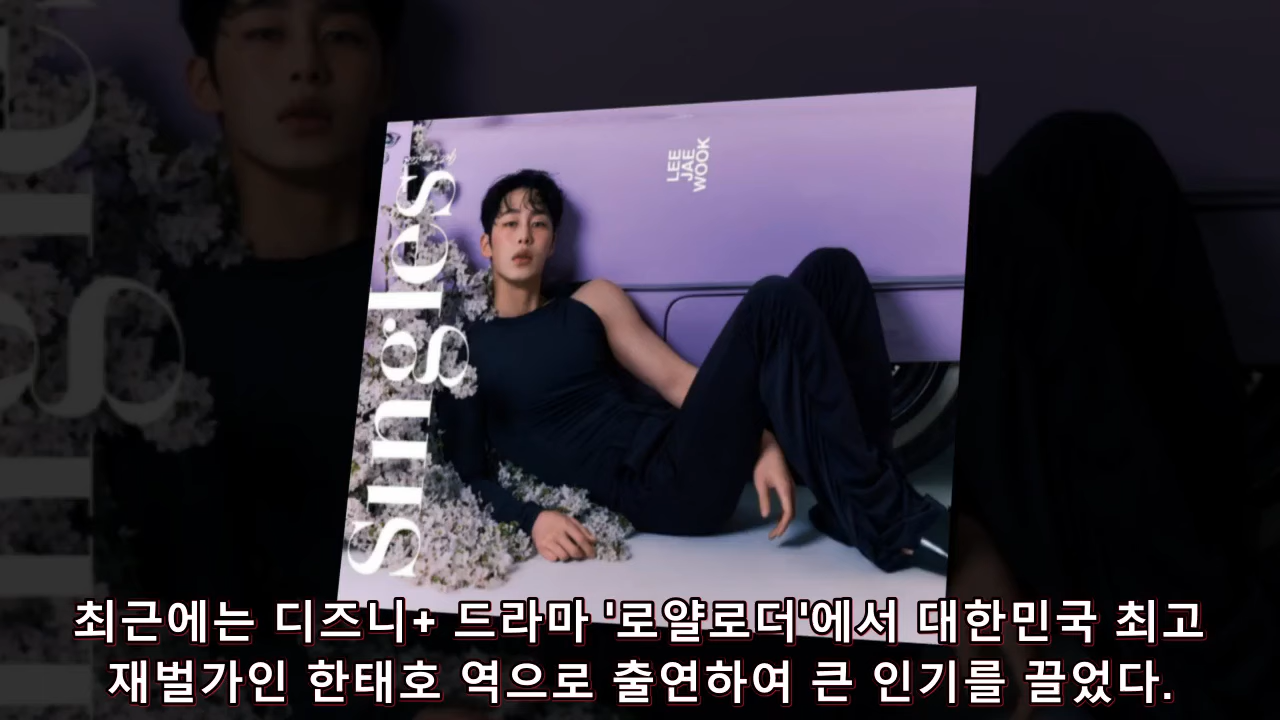 Singles
LEE
JAE
WOOK
최근에는 디즈니+ 드라마 '로얄로더'에서 대한민국 최고
재벌가인 한태호 역으로 출연하여 큰 인기를 끌었다.